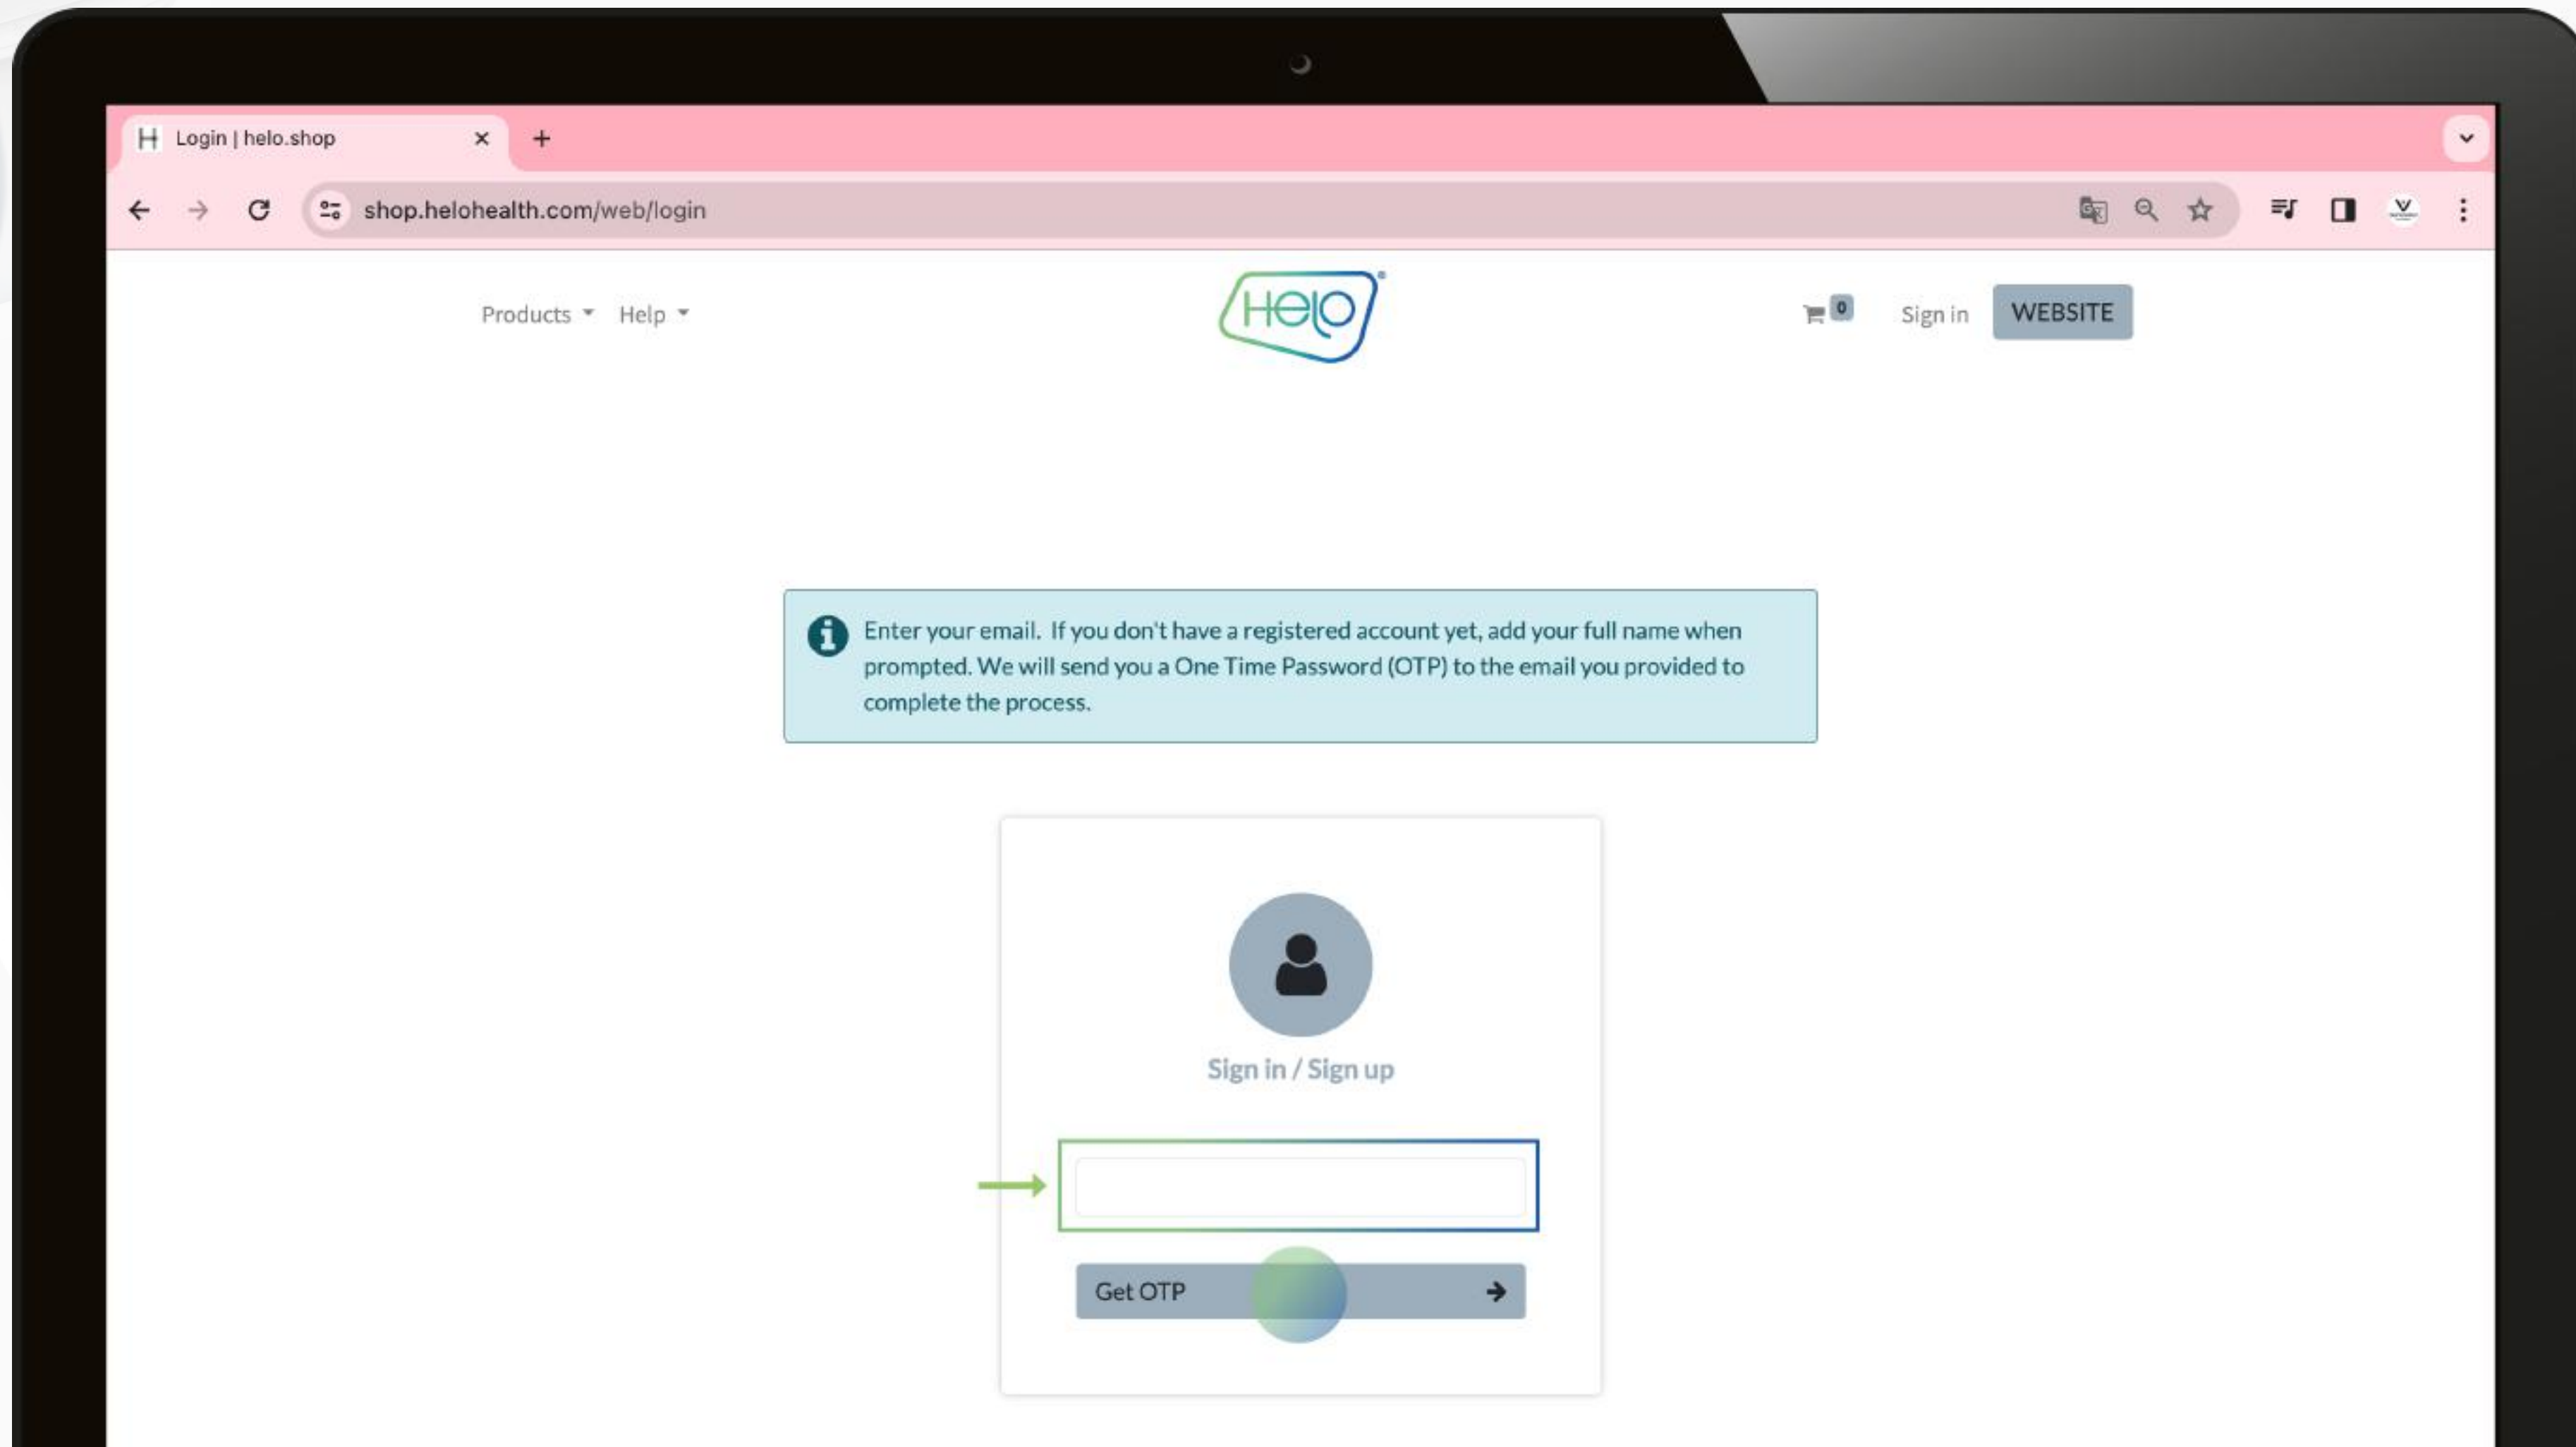 Login | helo.shop
shop.helohealth.com/web/login
Products Help
Helo
0 Sign in WEBSITE
Enter your email. If you don't have a registered account yet, add your full name when
prompted. We will send you a One Time Password (OTP) to the email you provided to
complete the process.
Sign in / Sign up
Get OTP